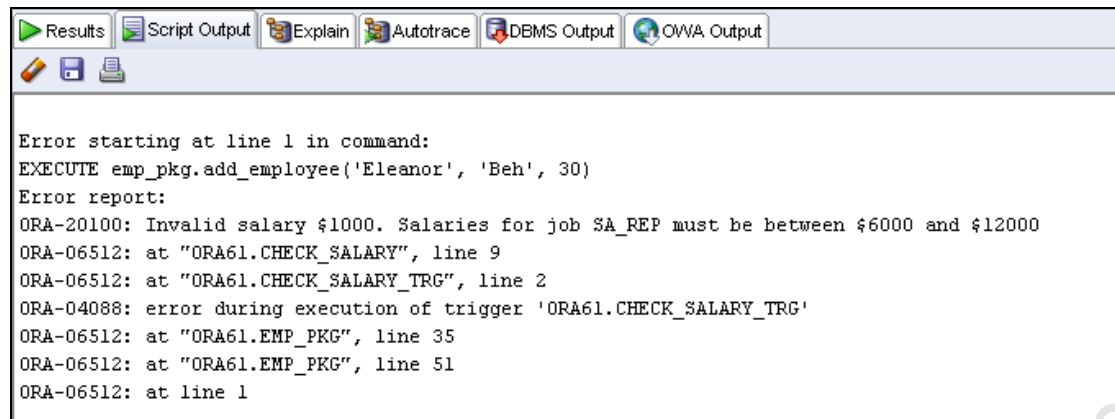 Results Script Output Explain Autotrace DBMS Output OWA Output
Error starting at line 1 in command:
EXECUTE emp_pkg.add_employee('Eleanor', 'Beh', 30)
Error report:
ORA-20100: Invalid salary $1000. Salaries for job SA_REP must be between $6000 and $12000
ORA-06512: at "ORA61.CHECK_SALARY", line 9
ORA-06512: at "ORA61.CHECK_SALARY_TRG", line 2
ORA-04088: error during execution of trigger 'ORA61.CHECK_SALARY_TRG'
ORA-06512: at "ORA61.EMP_PKG", line 35
ORA-06512: at "ORA61.EMP_PKG", line 51
ORA-06512: at line 1